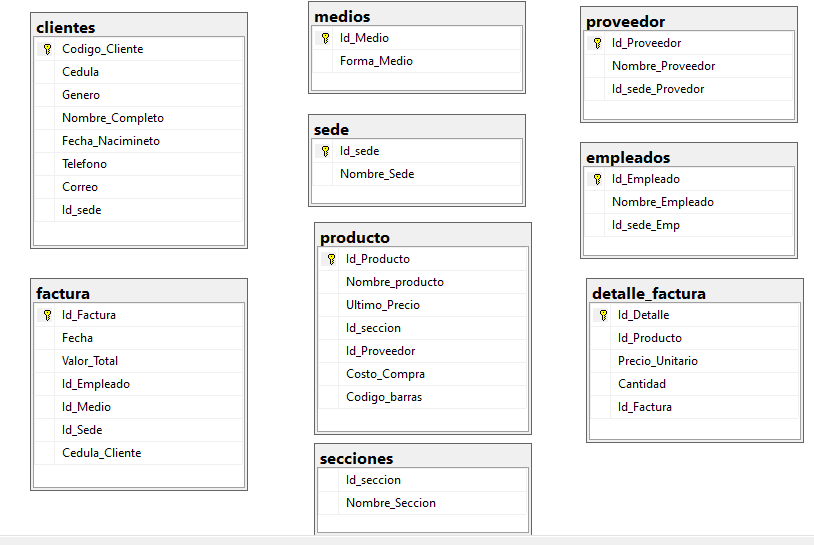 clientes
Codigo_Cliente
Cedula
Genero
Nombre_Completo
Fecha_Nacimineto
Telefono
Correo
Id_sede
factura
Id_Factura
Fecha
Valor_Total
Id_Empleado
Id_Medio
Id_Sede
Cedula_Cliente
medios
Id_Medio
Forma_Medio
sede
Id_sede
Nombre_Sede
producto
Id_Producto
Nombre_producto
Ultimo_Precio
Id_seccion
Id_Proveedor
Costo_Compra
Codigo_barras
secciones
Id_seccion
Nombre_Seccion
proveedor
Id_Proveedor
Nombre_Proveedor
Id_sede_Provedor
empleados
Id_Empleado
Nombre_Empleado
Id_sede_Emp
detalle_factura
Id_Detalle
Id_Producto
Precio_Unitario
Cantidad
Id_Factura